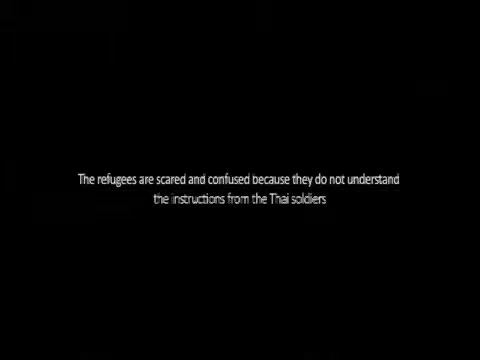 The refugees are scared and confused because they do not understand
the instructions from the Thai soldiers